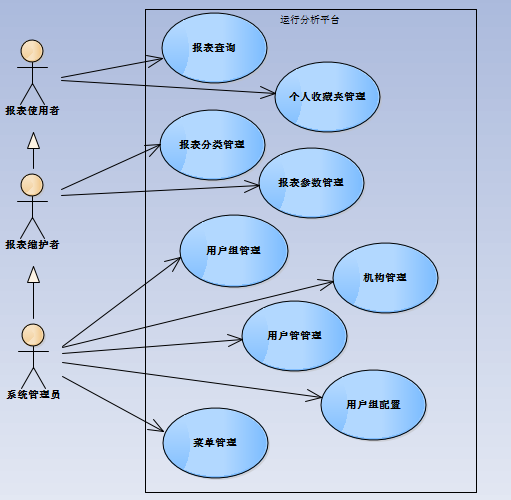 运行分析平台
报表查询
个人收藏夹管理
报表使用者
报表分类管理
报表参数管理
报表维护者
用户组管理
机构管理
用户管管理
系统管理员
用户组配置
菜单管理